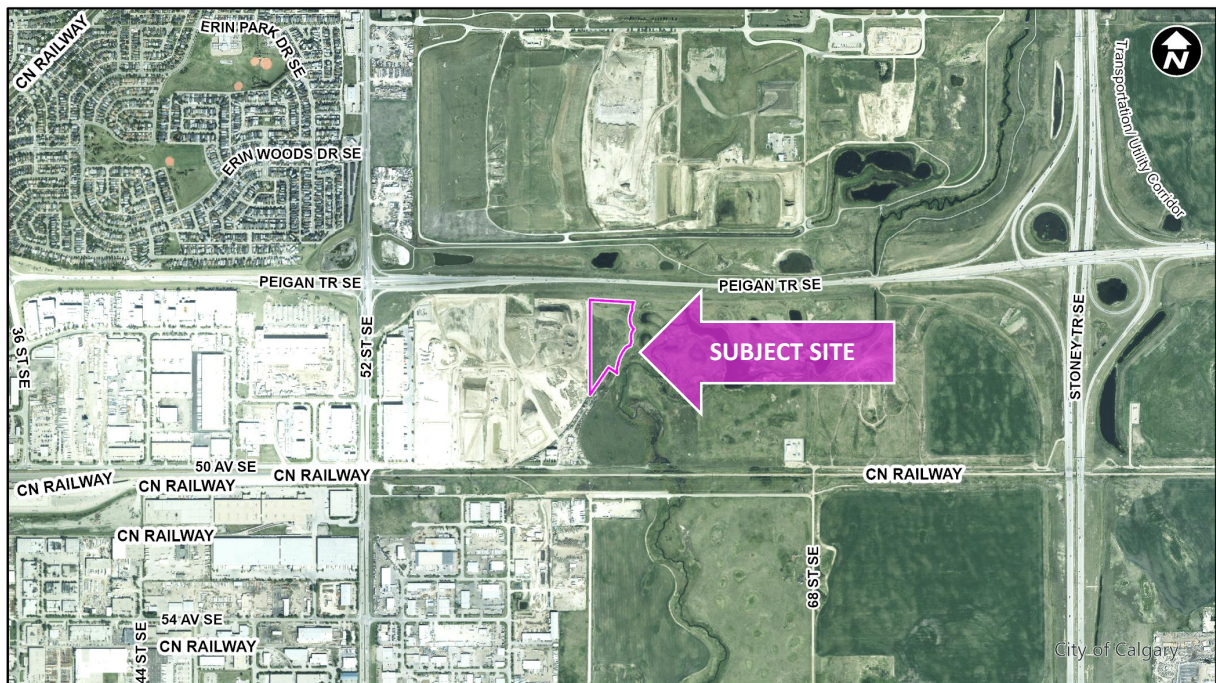 CN RAILWAY
ERIN PARK DR SE
N
Transportation/ Utility Corridor
ERIN WOODS DR SE
PEIGAN TR SE
PEIGAN TR SE
36 ST SE
52 ST SE
SUBJECT SITE
STONEY TR SE
50 AV SE
CN RAILWAY
CN RAILWAY
CN RAILWAY
CN RAILWAY
CN RAILWAY
68 ST SE
54 AV SE
44 ST SE
CN RAILWAY
City of Calgary